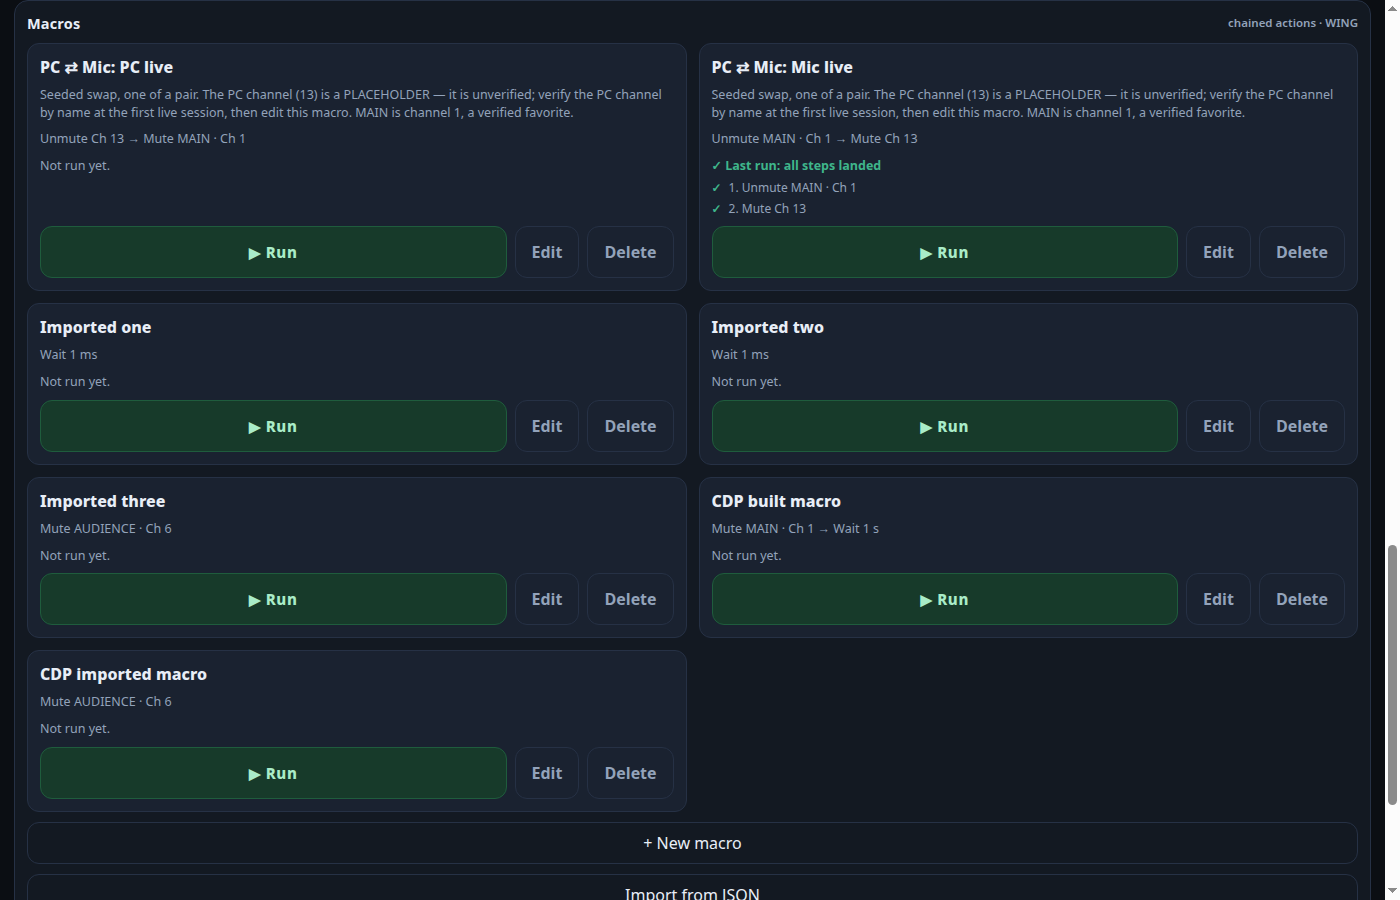 Macros
chained actions · WING
PC ⇄ Mic: PC live
Seeded swap, one of a pair. The PC channel (13) is a PLACEHOLDER — it is unverified; verify the PC channel
by name at the first live session, then edit this macro. MAIN is channel 1, a verified favorite.
Unmute Ch 13 → Mute MAIN · Ch 1
Not run yet.
▶ Run
Edit
Delete
PC ⇄ Mic: Mic live
Seeded swap, one of a pair. The PC channel (13) is a PLACEHOLDER — it is unverified; verify the PC channel
by name at the first live session, then edit this macro. MAIN is channel 1, a verified favorite.
Unmute MAIN · Ch 1 → Mute Ch 13
✓ Last run: all steps landed
✓ 1. Unmute MAIN · Ch 1
✓ 2. Mute Ch 13
▶ Run
Edit
Delete
Imported one
Wait 1 ms
Not run yet.
▶ Run
Edit
Delete
Imported two
Wait 1 ms
Not run yet.
▶ Run
Edit
Delete
Imported three
Mute AUDIENCE · Ch 6
Not run yet.
▶ Run
Edit
Delete
CDP built macro
Mute MAIN · Ch 1 → Wait 1 s
Not run yet.
▶ Run
Edit
Delete
CDP imported macro
Mute AUDIENCE · Ch 6
Not run yet.
▶ Run
Edit
Delete
+ New macro
Import from JSON